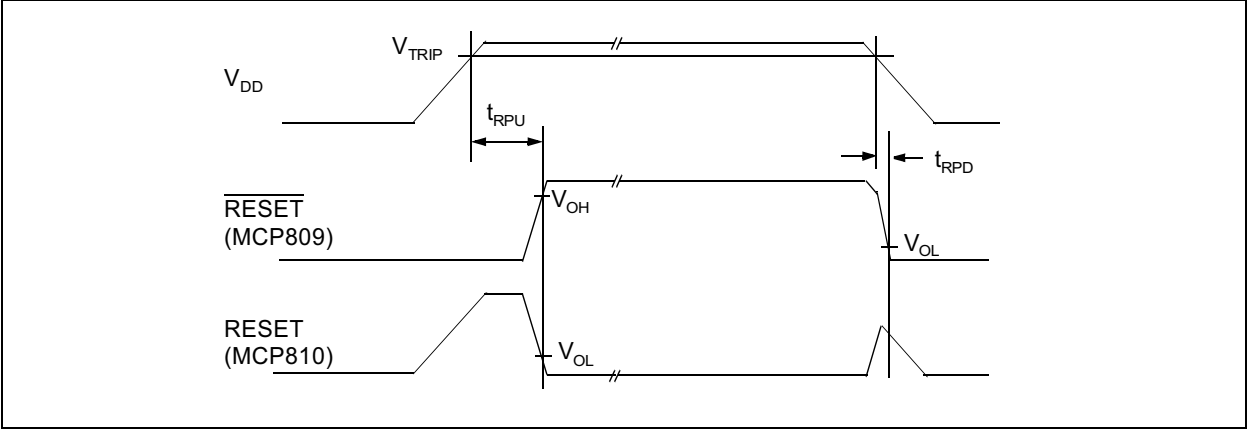 VTRIP
VDD
tRPU
tRPD
RESET
(MCP809)
VOH
VOL
RESET
(MCP810)
VOL